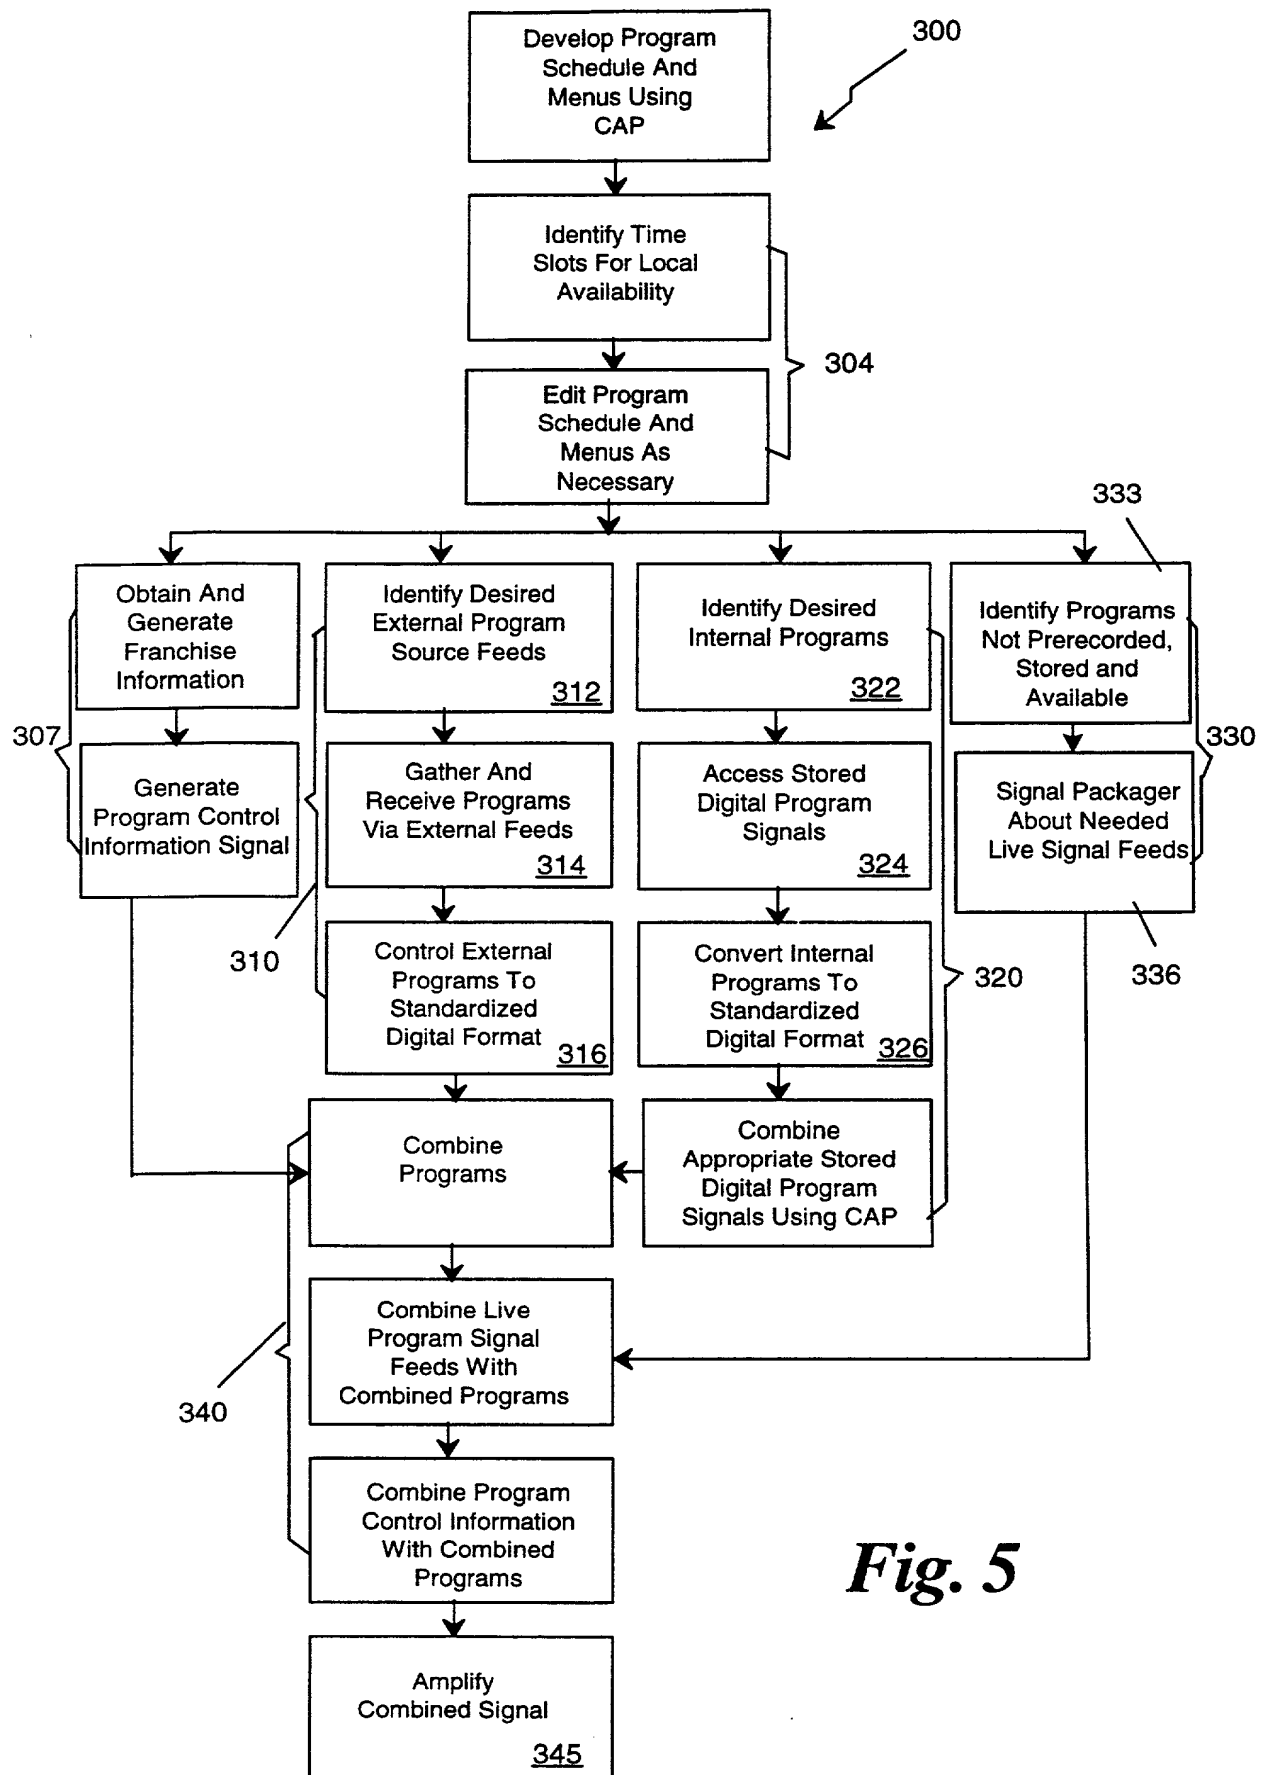 Develop Program
Schedule And
Menus Using
CAP
300
Identify Time
Slots For Local
Availability
304
Edit Program
Schedule And
Menus As
Necessary
333
Obtain And
Generate
Franchise
Information
307
Generate
Program Control
Information Signal
Identify Desired
External Program
Source Feeds
312
Gather And
Receive Programs
Via External Feeds
314
310
Control External
Programs To
Standardized
Digital Format
316
Identify Desired
Internal Programs
322
Access Stored
Digital Program
Signals
324
Convert Internal
Programs To
Standardized
Digital Format
326
320
Combine
Appropriate Stored
Digital Program
Signals Using CAP
Identify Programs
Not Prerecorded,
Stored and
Available
330
Signal Packager
About Needed
Live Signal Feeds
336
Combine
Programs
Combine Live
Program Signal
Feeds With
Combined Programs
340
Combine Program
Control Information
With Combined
Programs
Amplify
Combined Signal
345
Fig. 5